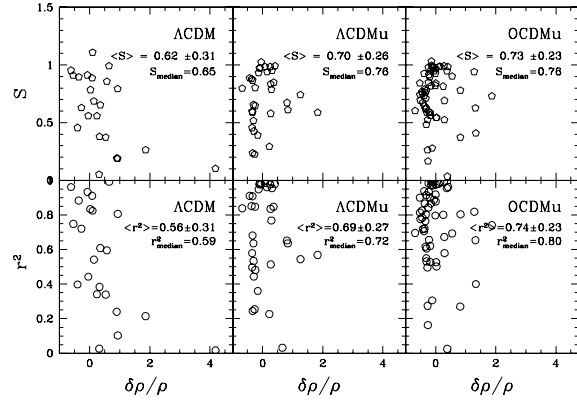 ΛCDM ΛCDMu OCDMu
<S> = 0.62 ±0.31 <S> = 0.70 ±0.26 <S> = 0.73 ±0.23
S_median=0.65 S_median=0.76 S_median=0.76
1.5
1
0.5
0
S
ΛCDM ΛCDMu OCDMu
<r²>=0.56±0.31 <r²>=0.69±0.27 <r²>=0.74±0.23
r²_median=0.59 r²_median=0.72 r²_median=0.80
0.8
0.6
0.4
0.2
0
r²
0 2 4 0 2 4 0 2 4
δρ/ρ δρ/ρ δρ/ρ